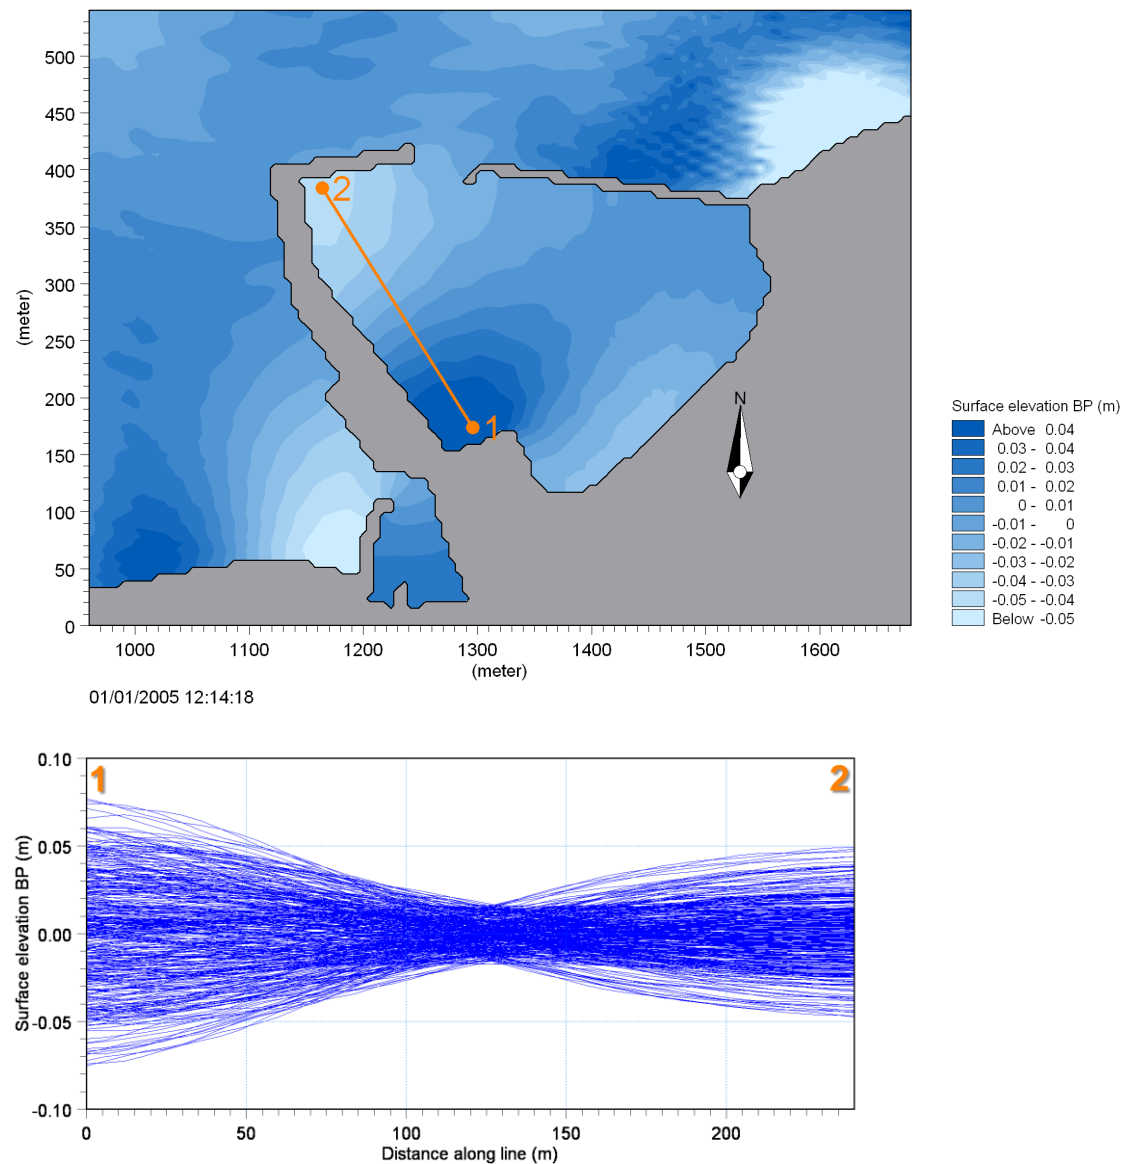 500
450
400
350
300
250
200
150
100
50
0
(meter)
2
1
N
1000 1100 1200 1300 1400 1500 1600
(meter)
01/01/2005 12:14:18
Surface elevation BP (m)
Above 0.04
0.03 - 0.04
0.02 - 0.03
0.01 - 0.02
0 - 0.01
-0.01 - 0
-0.02 - -0.01
-0.03 - -0.02
-0.04 - -0.03
-0.05 - -0.04
Below -0.05
1 2
0.10
0.05
0.00
-0.05
-0.10
Surface elevation BP (m)
0 50 100 150 200
Distance along line (m)